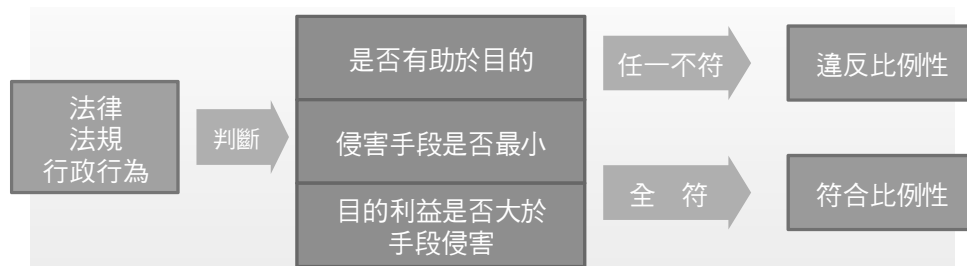 法律
法規
行政行為
判斷
是否有助於目的
侵害手段是否最小
目的利益是否大於
手段侵害
任一不符
違反比例性
全 符
符合比例性